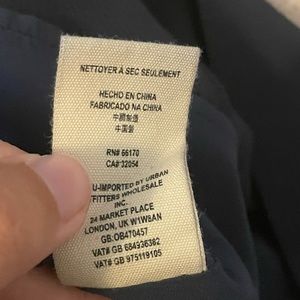 NETTOYER À SEC SEULEMENT
HECHO EN CHINA
FABRICADO NA CHINA
中國製造
中国製
RN# 66170
CA# 32054
U-IMPORTED BY URBAN
FITTERS WHOLESALE
INC.
24 MARKET PLACE
LONDON, UK W1W8AN
GB:OB470457
VAT# GB 684936382
VAT# GB 975119105